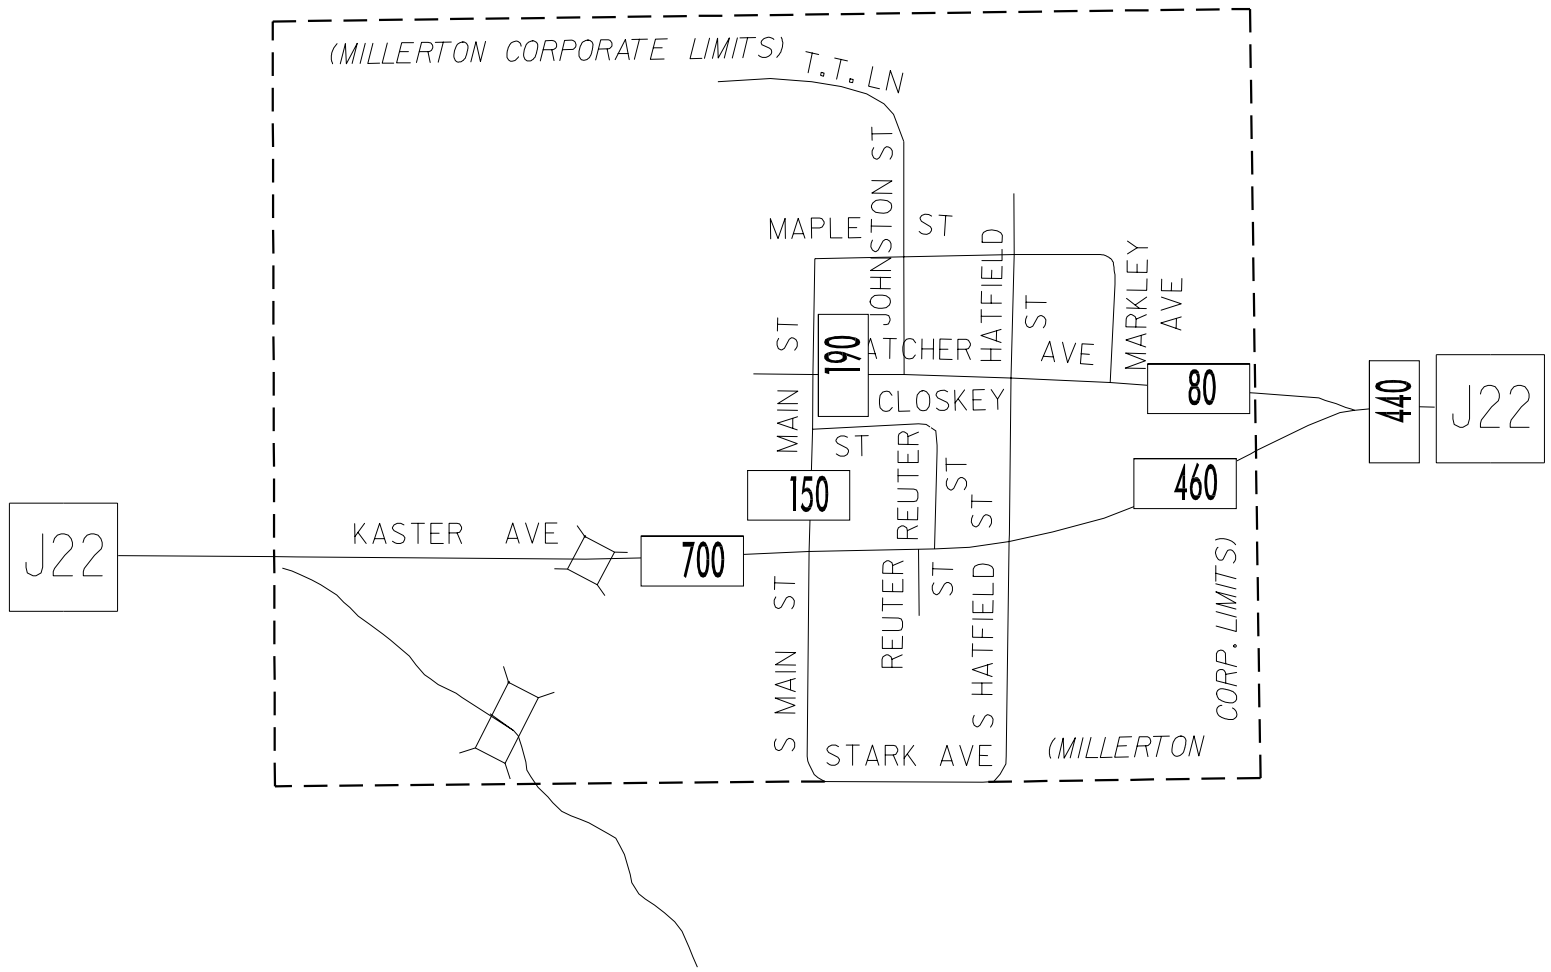 (MILLERTON CORPORATE LIMITS)
T.T. LN
JOHNSTON ST
MAPLE ST
HATFIELD ST
MARKLEY AVE
MAIN ST
190
ATCHER AVE
80
440
J22
CLOSKEY ST
REUTER ST
150
460
ST
J22
KASTER AVE
700
S MAIN ST
REUTER ST
S HATFIELD ST
STARK AVE
(MILLERTON
CORP. LIMITS)